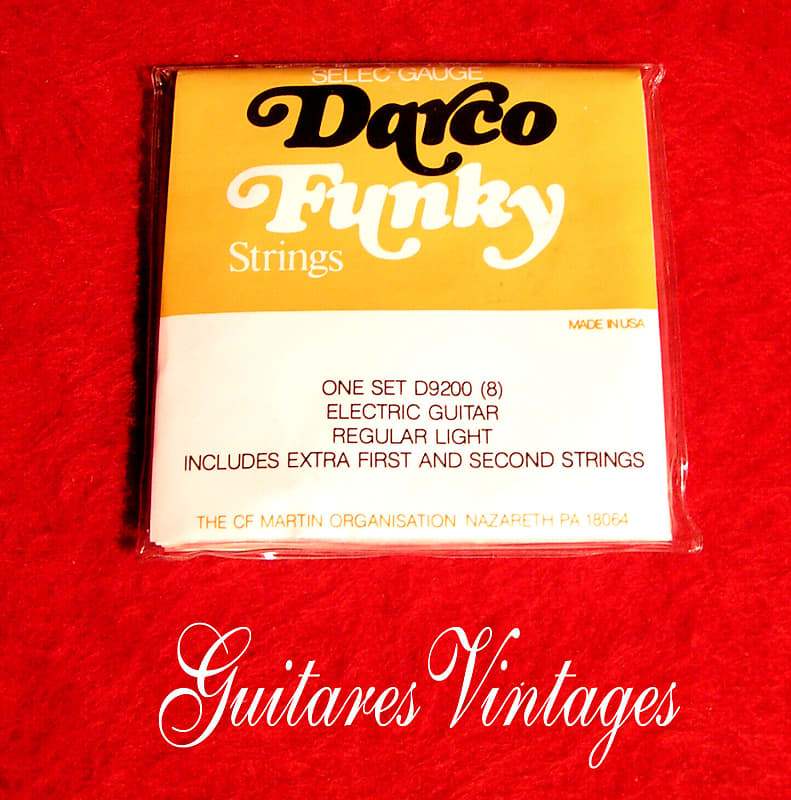 SELEC GAUGE
Darco
Funky
Strings
MADE IN USA
ONE SET D9200 (8)
ELECTRIC GUITAR
REGULAR LIGHT
INCLUDES EXTRA FIRST AND SECOND STRINGS
THE CF MARTIN ORGANISATION NAZARETH PA 18064
Guitares Vintages